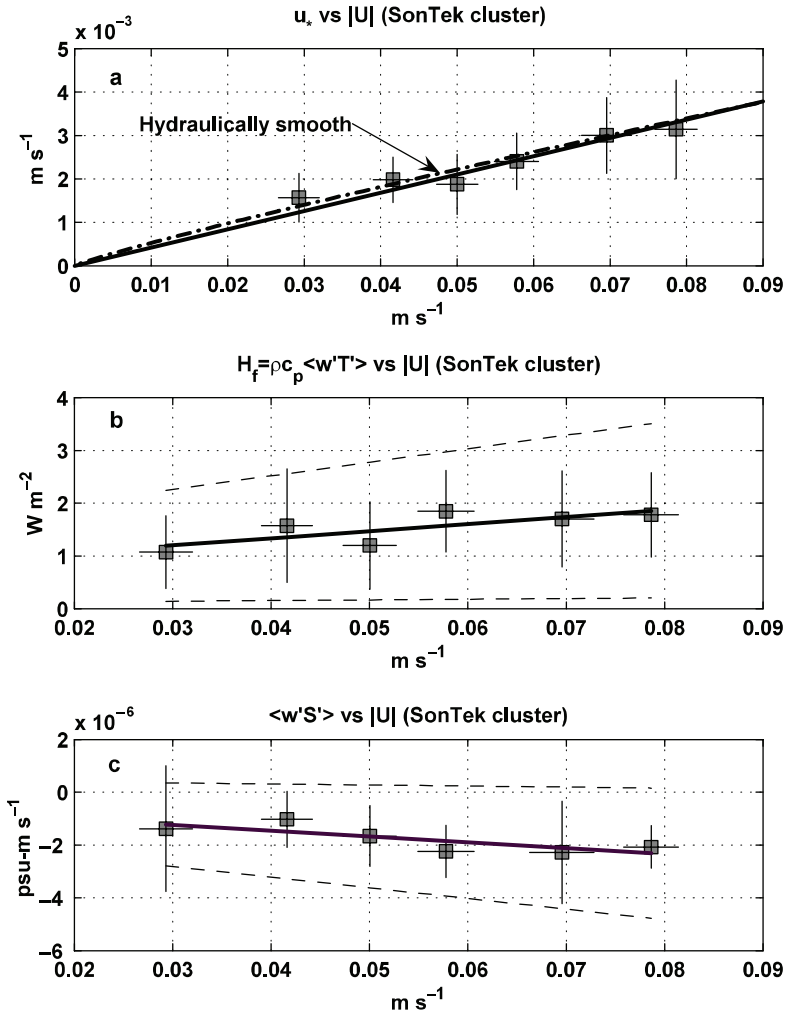 u* vs |U| (SonTek cluster)
x 10⁻³
a
Hydraulically smooth
m s⁻¹
5
4
3
2
1
0
0 0.01 0.02 0.03 0.04 0.05 0.06 0.07 0.08 0.09
m s⁻¹
H_f=ρc_p<w'T'> vs |U| (SonTek cluster)
b
W m⁻²
4
3
2
1
0
0.02 0.03 0.04 0.05 0.06 0.07 0.08 0.09
m s⁻¹
<w'S'> vs |U| (SonTek cluster)
x 10⁻⁶
c
psu-m s⁻¹
2
0
−2
−4
−6
0.02 0.03 0.04 0.05 0.06 0.07 0.08 0.09
m s⁻¹